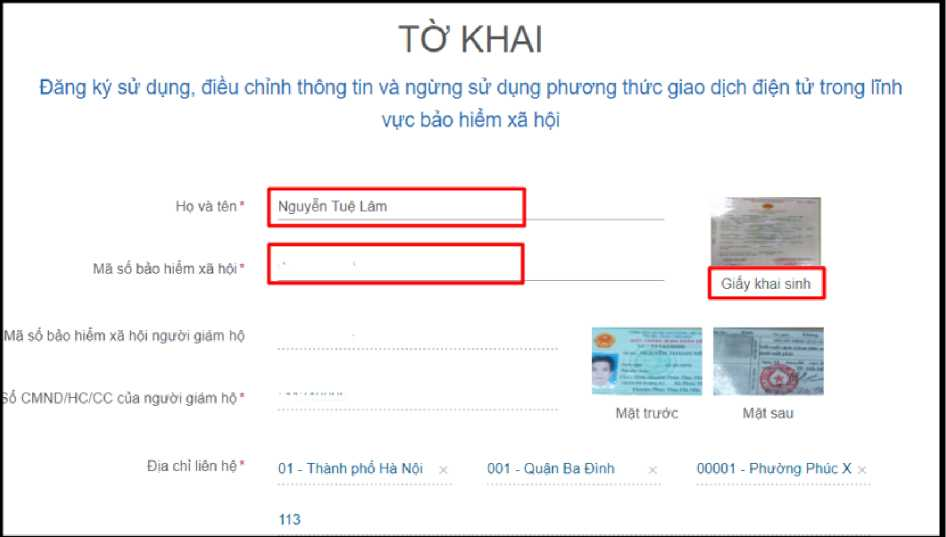 TỜ KHAI
Đăng ký sử dụng, điều chỉnh thông tin và ngừng sử dụng phương thức giao dịch điện tử trong lĩnh
vực bảo hiểm xã hội
Họ và tên * Nguyễn Tuệ Lâm
Mã số bảo hiểm xã hội *
Giấy khai sinh
Mã số bảo hiểm xã hội người giám hộ
Số CMND/HC/CC của người giám hộ *
Mặt trước Mặt sau
Địa chỉ liên hệ * 01 - Thành phố Hà Nội × 001 - Quận Ba Đình × 00001 - Phường Phúc X ×
113